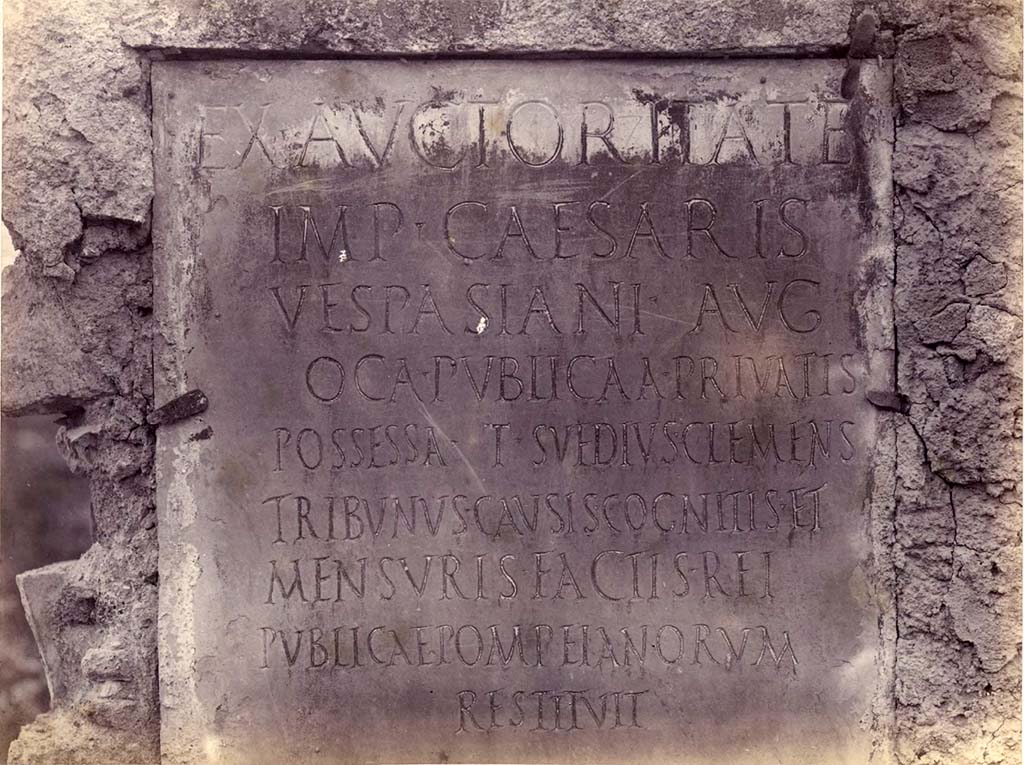 EX AVCTORITATE
IMP · CAESARIS
VESPASIANI · AVG
OCA · PVBLICA A · PRIVATIS
POSSESSA · T · SVEDIVS CLEMENS
TRIBVNVS · CAVSIS COGNITIS · ET
MENSVRIS · FACTIS · REI
PVBLICAE POMPEIANORVM
RESTITVIT